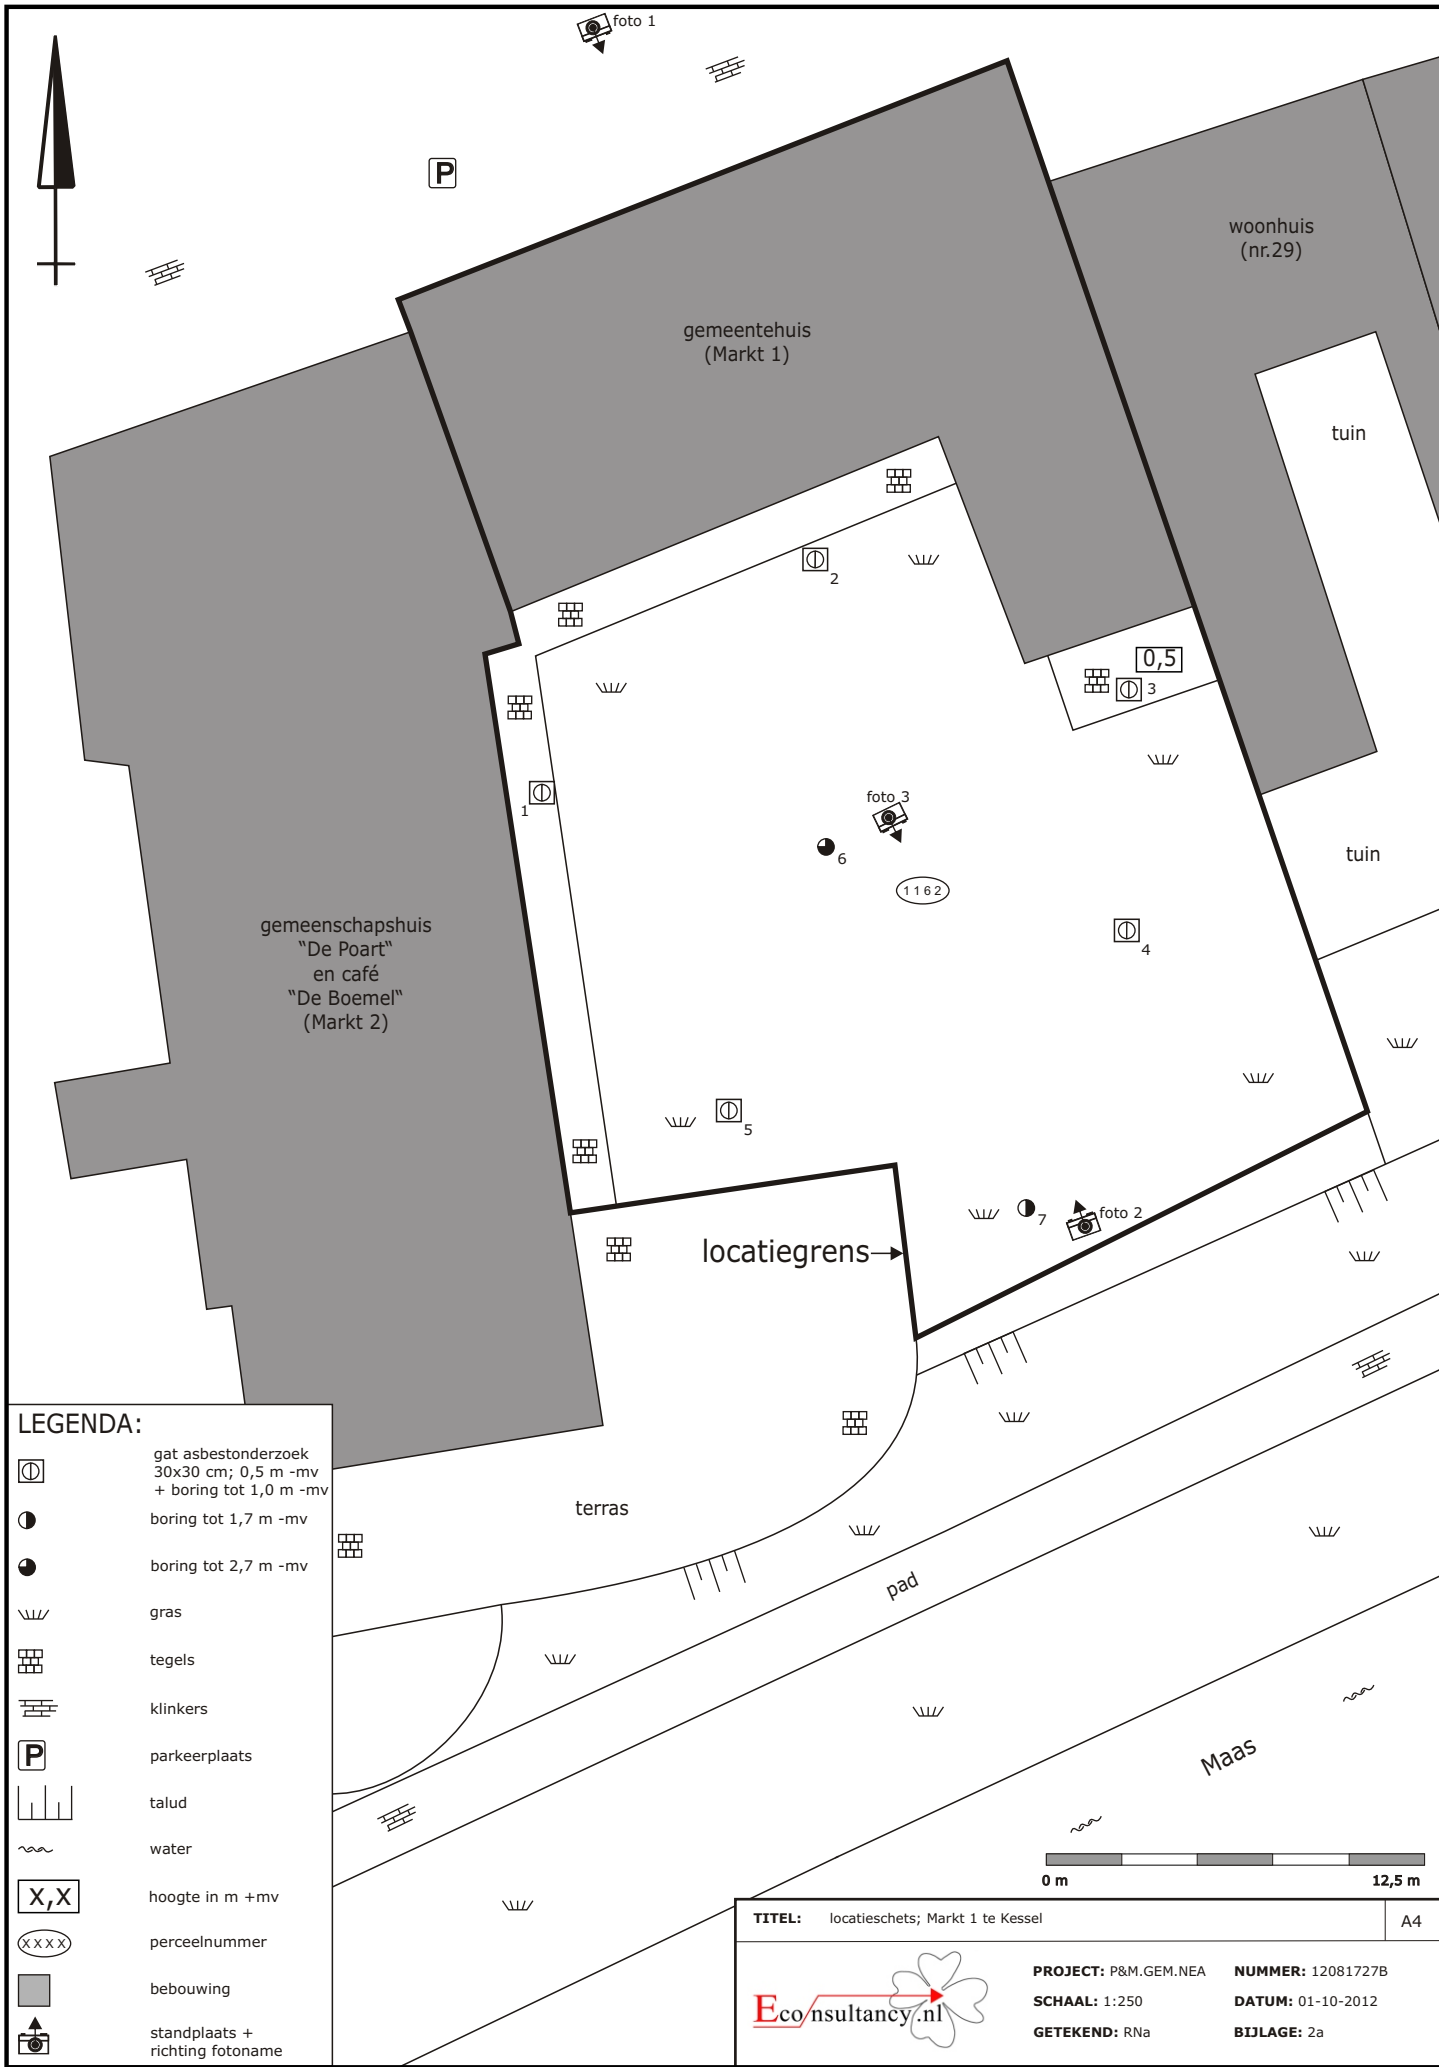 foto 1
P
woonhuis
(nr.29)
gemeentehuis
(Markt 1)
tuin
2
0,5
3
foto 3
1
6
tuin
1162
gemeenschapshuis
"De Poart"
en café
"De Boemel"
(Markt 2)
4
5
foto 2
7
locatiegrens
terras
pad
Maas
LEGENDA:
gat asbestonderzoek
30x30 cm; 0,5 m -mv
+ boring tot 1,0 m -mv
boring tot 1,7 m -mv
boring tot 2,7 m -mv
gras
tegels
klinkers
P
parkeerplaats
talud
water
X,X
hoogte in m +mv
XXXX
perceelnummer
bebouwing
standplaats +
richting fotoname
0 m 12,5 m
TITEL: locatieschets; Markt 1 te Kessel A4
Econsultancy.nl
PROJECT: P&M.GEM.NEA NUMMER: 12081727B
SCHAAL: 1:250 DATUM: 01-10-2012
GETEKEND: RNa BIJLAGE: 2a